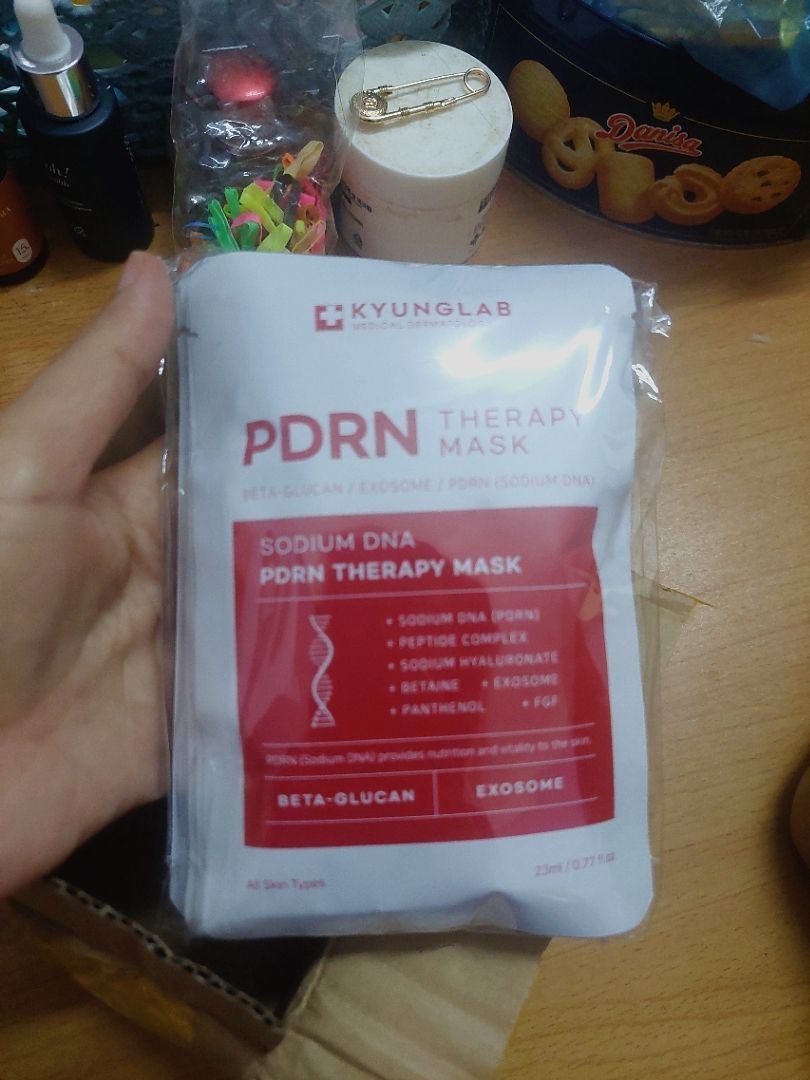 Danisa
KYUNGLAB
MEDICAL DERMATOLOGY
PDRN THERAPY MASK
BETA-GLUCAN / EXOSOME / PDRN (SODIUM DNA)
SODIUM DNA
PDRN THERAPY MASK
+ SODIUM DNA (PDRN)
+ PEPTIDE COMPLEX
+ SODIUM HYALURONATE
+ BETAINE + EXOSOME
+ PANTHENOL + FGF
PDRN (Sodium DNA) provides nutrition and vitality to the skin.
BETA-GLUCAN EXOSOME
All Skin Types 23ml / 0.77 fl.oz